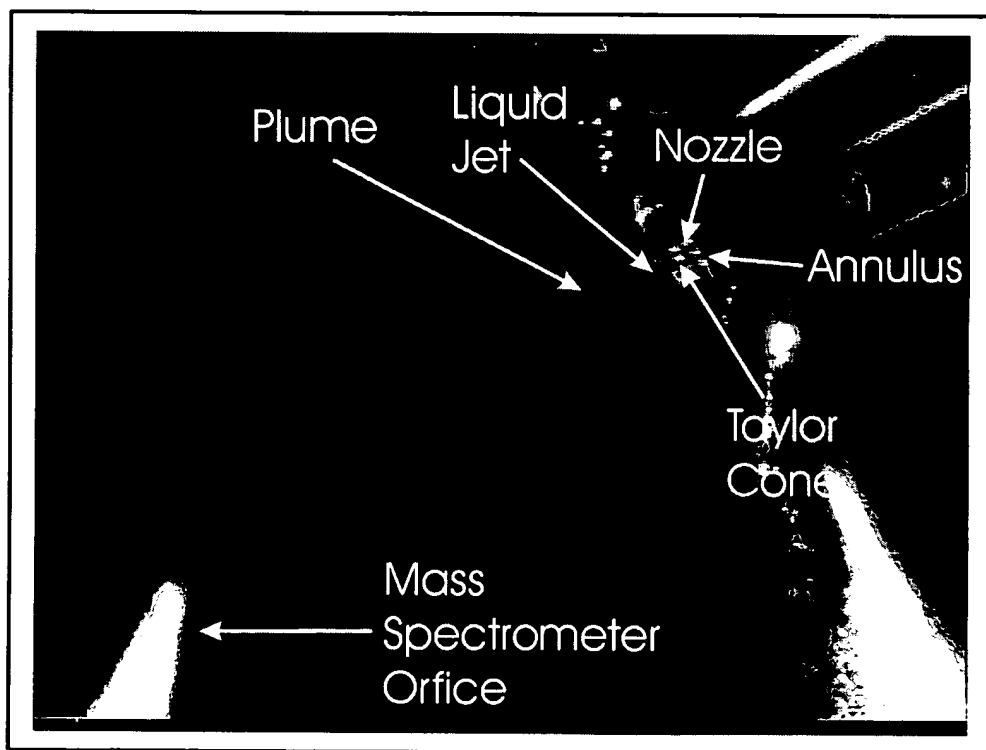 Plume
Liquid
Jet
Nozzle
Annulus
Taylor
Cone
Mass
Spectrometer
Orfice